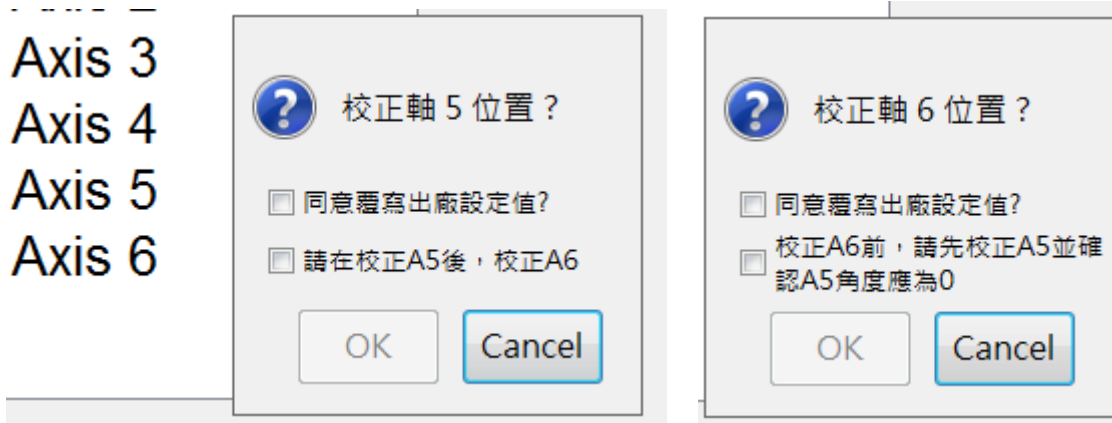 Axis 3
Axis 4
Axis 5
Axis 6
校正軸 5 位置?
同意覆寫出廠設定值?
請在校正A5後,校正A6
OK
Cancel
校正軸 6 位置?
同意覆寫出廠設定值?
校正A6前,請先校正A5並確
認A5角度應為0
OK
Cancel